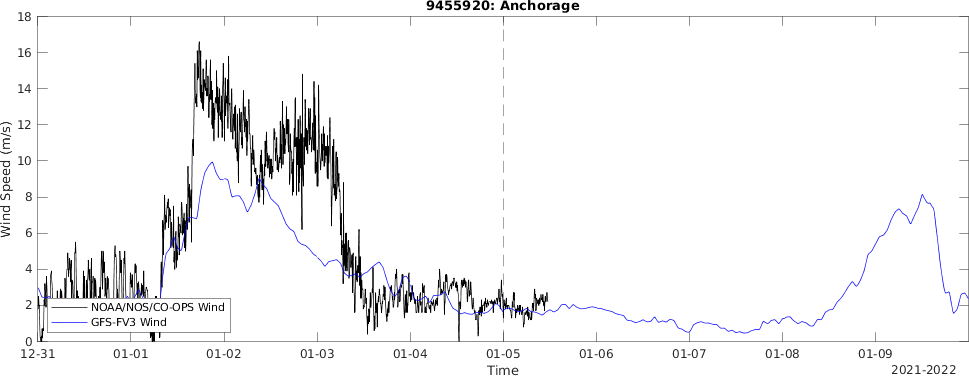 9455920: Anchorage
18
16
14
12
10
8
6
4
2
0
Wind Speed (m/s)
NOAA/NOS/CO-OPS Wind
GFS-FV3 Wind
12-31 01-01 01-02 01-03 01-04 01-05 01-06 01-07 01-08 01-09
Time
2021-2022